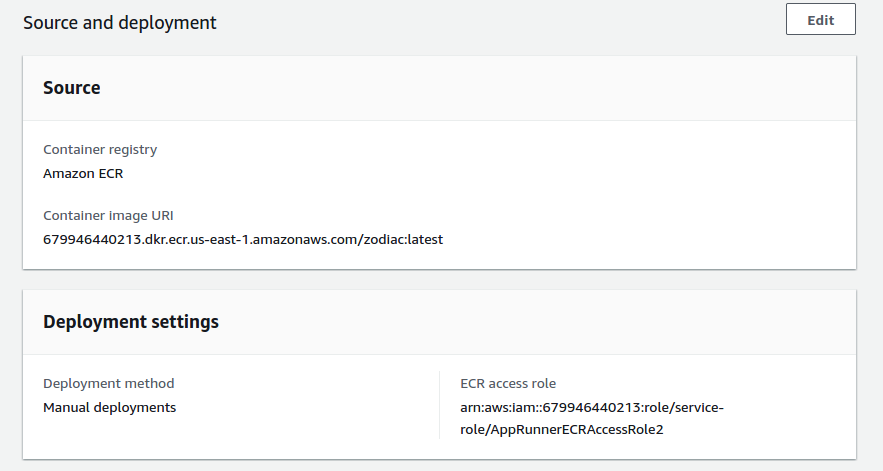 Source and deployment
Edit
Source
Container registry
Amazon ECR
Container image URI
679946440213.dkr.ecr.us-east-1.amazonaws.com/zodiac:latest
Deployment settings
Deployment method
Manual deployments
ECR access role
arn:aws:iam::679946440213:role/service-
role/AppRunnerECRAccessRole2